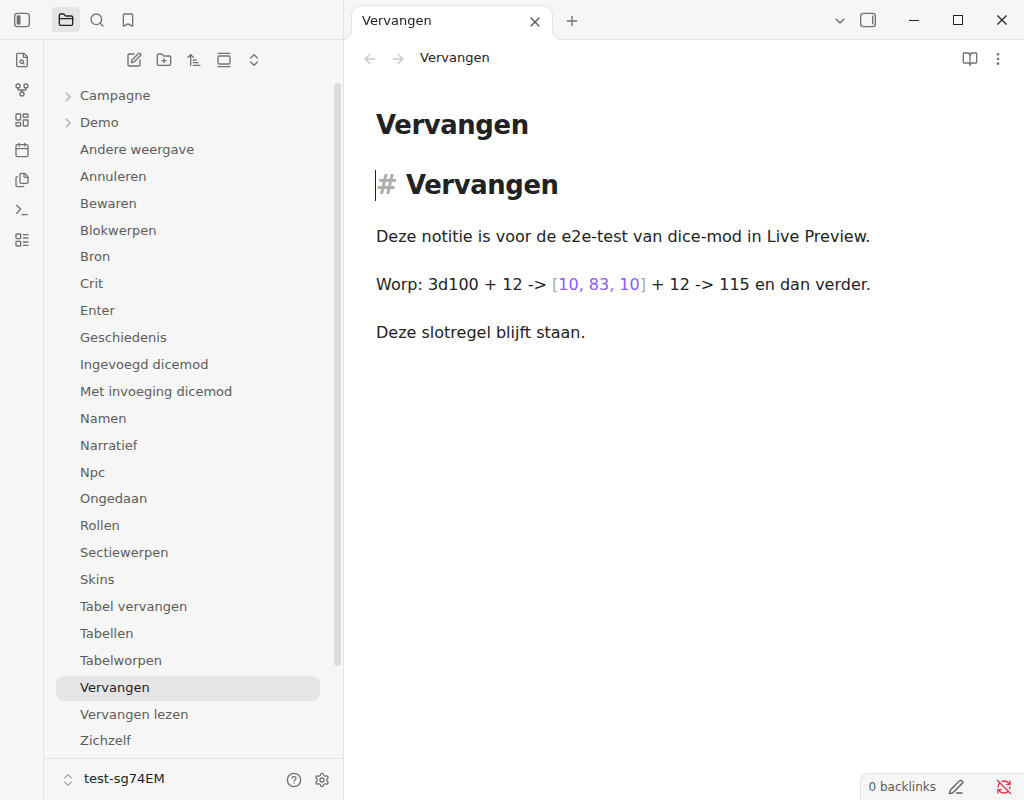 Vervangen
Vervangen
Campagne
Demo
Andere weergave
Annuleren
Bewaren
Blokwerpen
Bron
Crit
Enter
Geschiedenis
Ingevoegd dicemod
Met invoeging dicemod
Namen
Narratief
Npc
Ongedaan
Rollen
Sectiewerpen
Skins
Tabel vervangen
Tabellen
Tabelworpen
Vervangen
Vervangen lezen
Zichzelf
test-sg74EM
Vervangen
# Vervangen
Deze notitie is voor de e2e-test van dice-mod in Live Preview.
Worp: 3d100 + 12 -> [10, 83, 10] + 12 -> 115 en dan verder.
Deze slotregel blijft staan.
0 backlinks